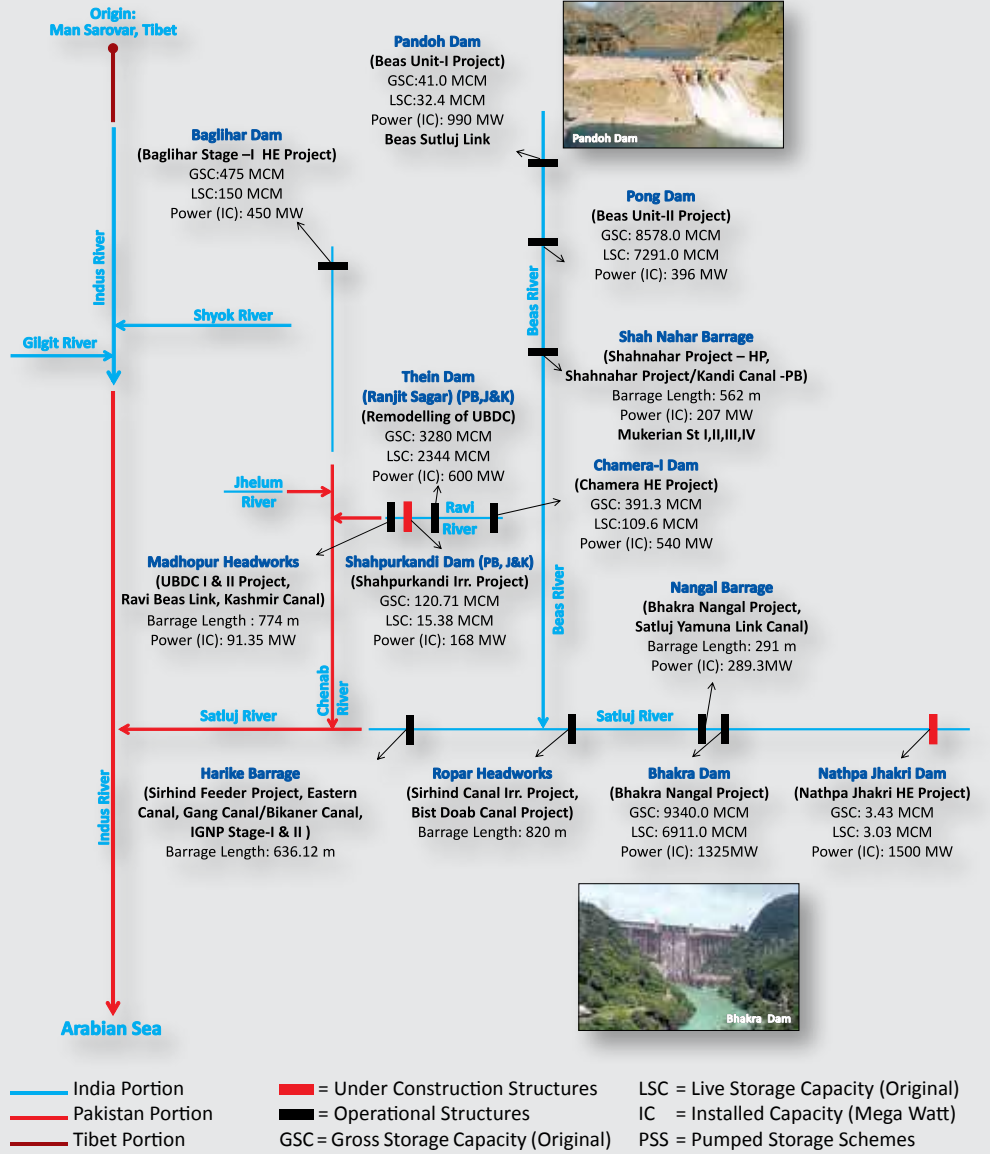 Origin:
Man Sarovar, Tibet
Indus River
Shyok River
Gilgit River
Baglihar Dam
(Baglihar Stage –I HE Project)
GSC:475 MCM
LSC:150 MCM
Power (IC): 450 MW
Pandoh Dam
(Beas Unit-I Project)
GSC:41.0 MCM
LSC:32.4 MCM
Power (IC): 990 MW
Beas Sutluj Link
Pandoh Dam
Pong Dam
(Beas Unit-II Project)
GSC: 8578.0 MCM
LSC: 7291.0 MCM
Power (IC): 396 MW
Beas River
Shah Nahar Barrage
(Shahnahar Project – HP,
Shahnahar Project/Kandi Canal -PB)
Barrage Length: 562 m
Power (IC): 207 MW
Mukerian St I,II,III,IV
Thein Dam
(Ranjit Sagar) (PB,J&K)
(Remodelling of UBDC)
GSC: 3280 MCM
LSC: 2344 MCM
Power (IC): 600 MW
Chamera-I Dam
(Chamera HE Project)
GSC: 391.3 MCM
LSC:109.6 MCM
Power (IC): 540 MW
Jhelum
River
Ravi
River
Madhopur Headworks
(UBDC I & II Project,
Ravi Beas Link, Kashmir Canal)
Barrage Length : 774 m
Power (IC): 91.35 MW
Shahpurkandi Dam (PB, J&K)
(Shahpurkandi Irr. Project)
GSC: 120.71 MCM
LSC: 15.38 MCM
Power (IC): 168 MW
Beas River
Nangal Barrage
(Bhakra Nangal Project,
Satluj Yamuna Link Canal)
Barrage Length: 291 m
Power (IC): 289.3MW
Chenab
River
Satluj River
Satluj River
Indus River
Harike Barrage
(Sirhind Feeder Project, Eastern
Canal, Gang Canal/Bikaner Canal,
IGNP Stage-I & II )
Barrage Length: 636.12 m
Ropar Headworks
(Sirhind Canal Irr. Project,
Bist Doab Canal Project)
Barrage Length: 820 m
Bhakra Dam
(Bhakra Nangal Project)
GSC: 9340.0 MCM
LSC: 6911.0 MCM
Power (IC): 1325MW
Nathpa Jhakri Dam
(Nathpa Jhakri HE Project)
GSC: 3.43 MCM
LSC: 3.03 MCM
Power (IC): 1500 MW
Bhakra Dam
Arabian Sea
India Portion
Pakistan Portion
Tibet Portion
= Under Construction Structures
= Operational Structures
GSC = Gross Storage Capacity (Original)
LSC = Live Storage Capacity (Original)
IC = Installed Capacity (Mega Watt)
PSS = Pumped Storage Schemes